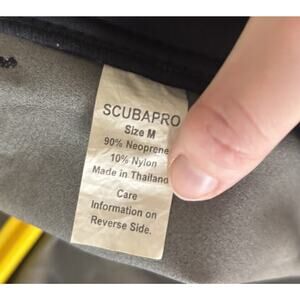 SCUBAPRO
Size M
90% Neoprene
10% Nylon
Made in Thailand
Care
Information on
Reverse Side.